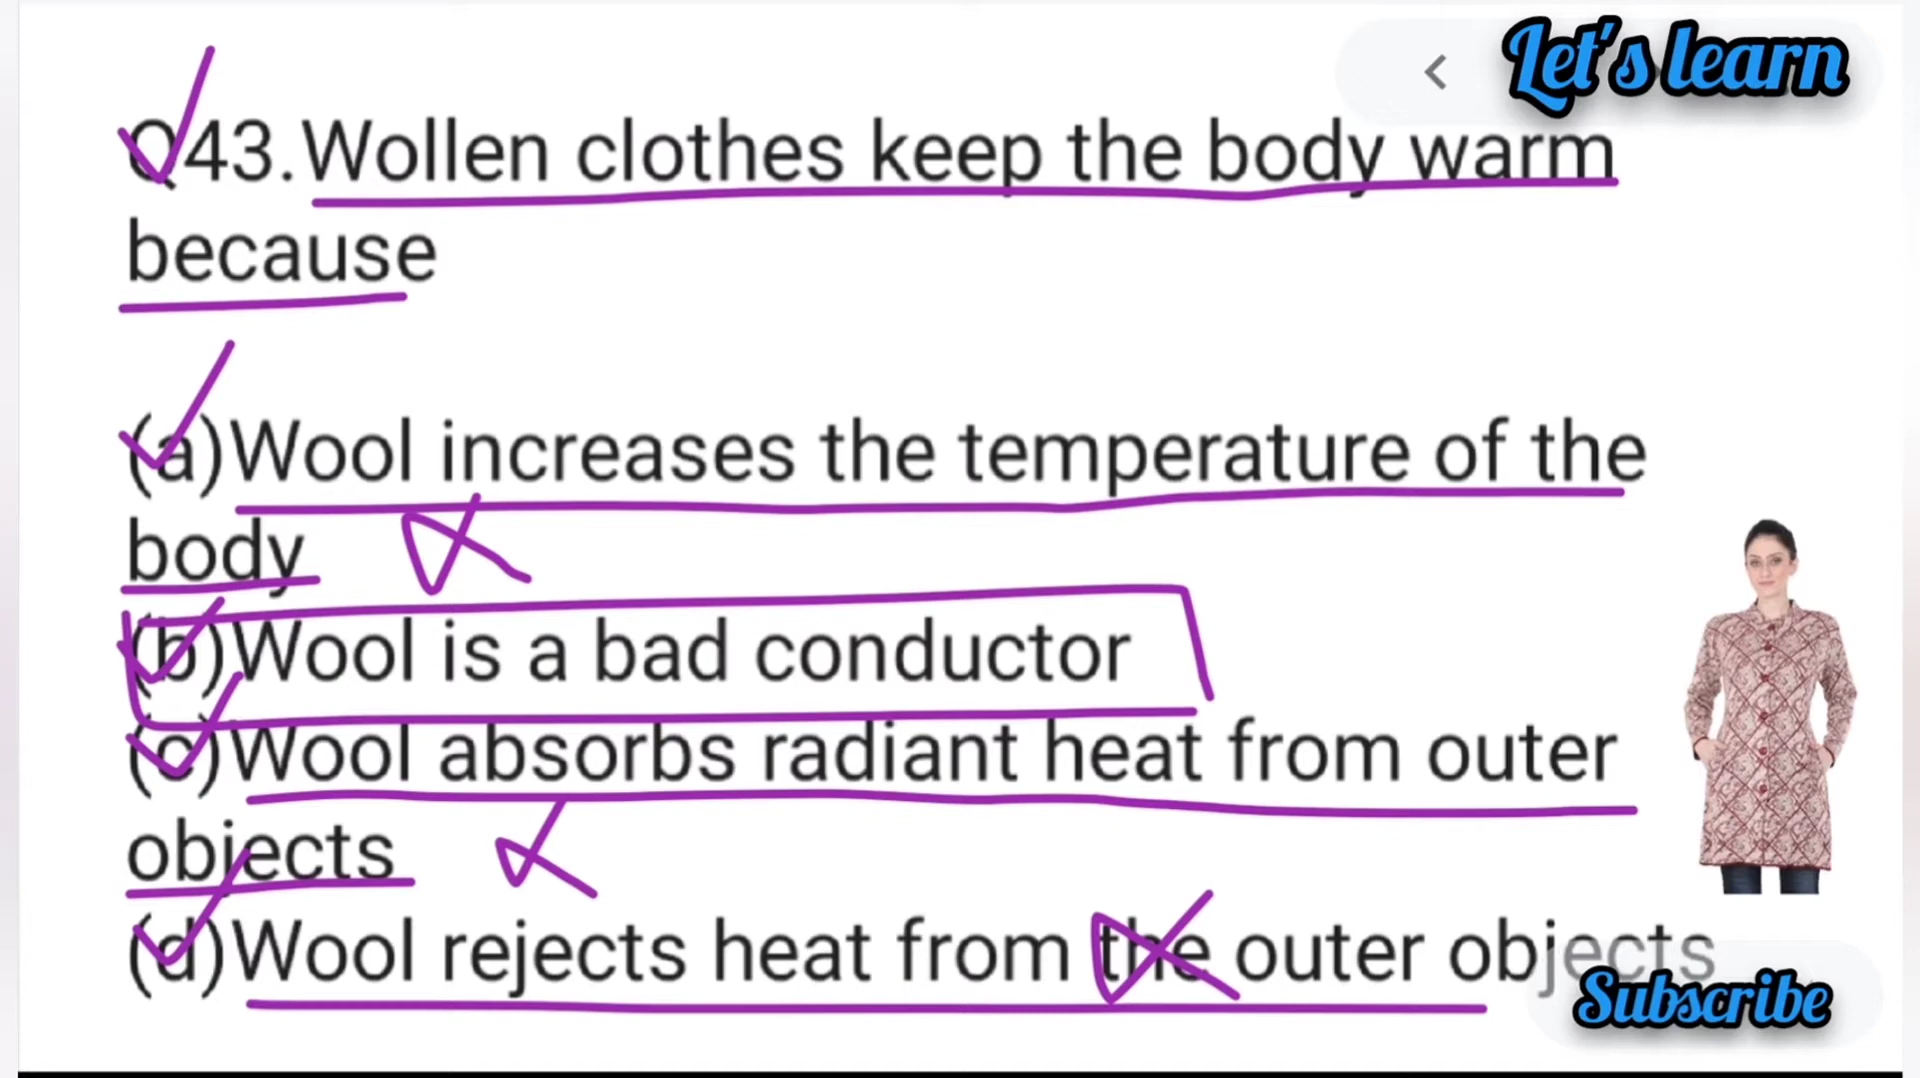 Let's learn
Q43.Wollen clothes keep the body warm
because
(a)Wool increases the temperature of the
body
(b)Wool is a bad conductor
(c)Wool absorbs radiant heat from outer
objects
(d)Wool rejects heat from the outer objects
Subscribe